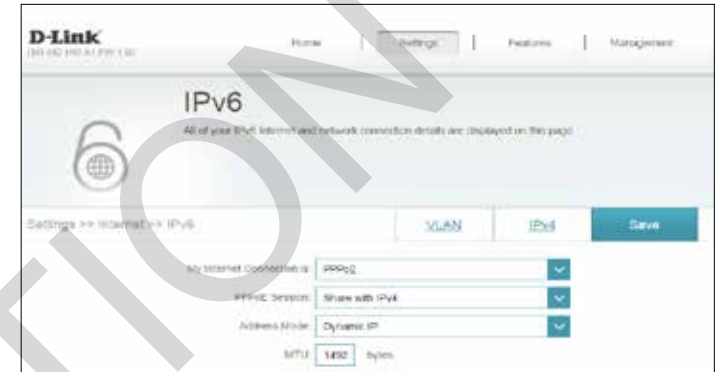 D-Link
Home Settings Features Management
IPv6
All of your IPv6 Internet and network connection details are displayed on this page.
Settings >> Internet >> IPv6 VLAN IPv4 Save
My Internet Connection is: PPPoE
PPPoE Session: Share with IPv4
Address Mode: Dynamic IP
MTU: 1492 bytes
TION